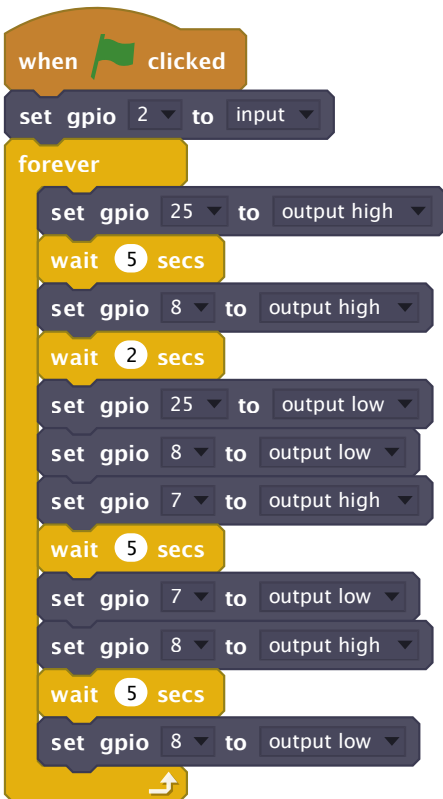 when clicked
set gpio 2 to input
forever
set gpio 25 to output high
wait 5 secs
set gpio 8 to output high
wait 2 secs
set gpio 25 to output low
set gpio 8 to output low
set gpio 7 to output high
wait 5 secs
set gpio 7 to output low
set gpio 8 to output high
wait 5 secs
set gpio 8 to output low